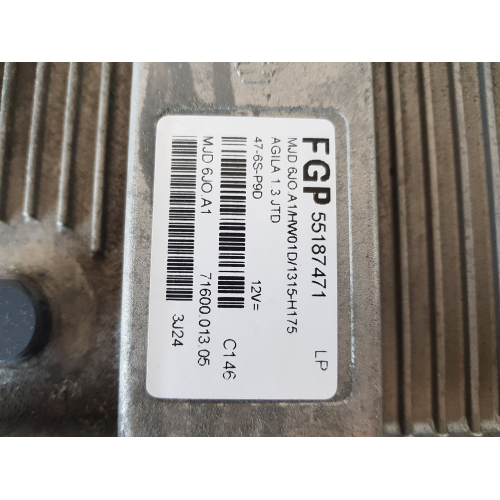 FGP 55187471 LP
MJD 6JO.A1/HW01D/1315-H175
AGILA 1.3 JTD
47-6S-P9D 12V=
C146
MJD 6JO.A1 71600.013.05
3J24